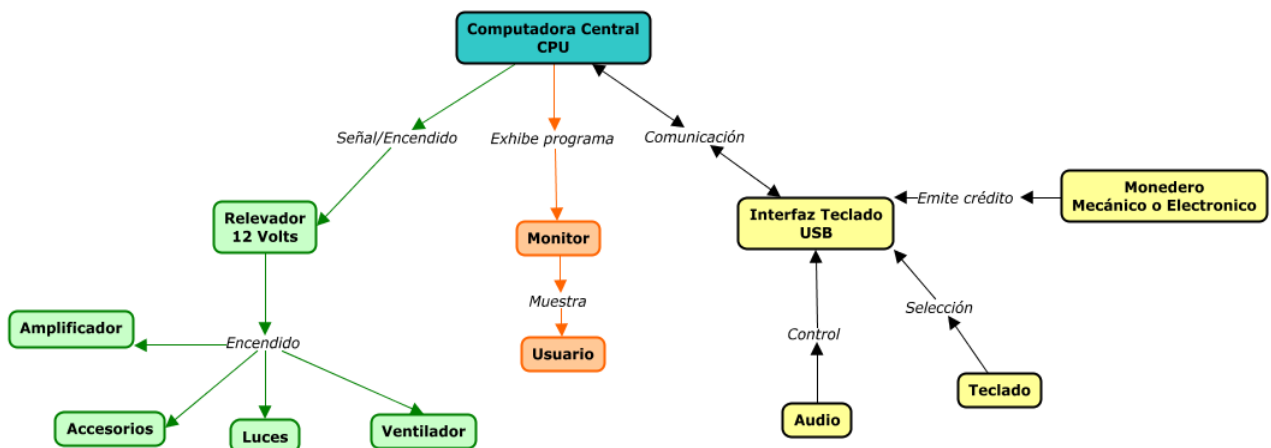 Computadora Central
CPU
Señal/Encendido
Exhibe programa
Comunicación
Relevador
12 Volts
Monitor
Interfaz Teclado
USB
Emite crédito
Monedero
Mecánico o Electronico
Amplificador
Encendido
Muestra
Usuario
Control
Selección
Accesorios
Luces
Ventilador
Audio
Teclado